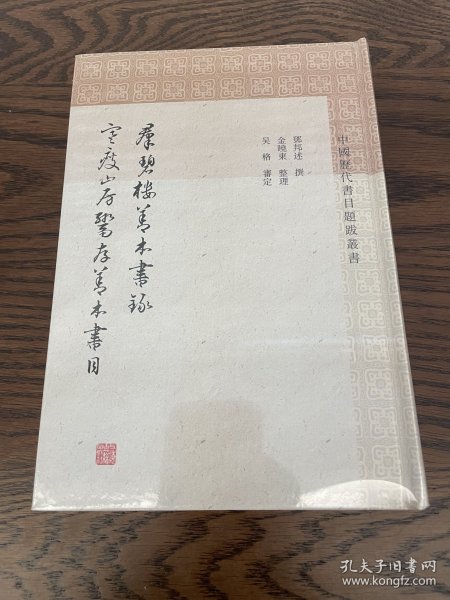 中國歷代書目題跋叢書
鄧邦述 撰
金曉東 整理
吳格 審定
羣碧樓善本書録
寒瘦山房鬻存善本書目
孔夫子旧书网
www.kongfz.com